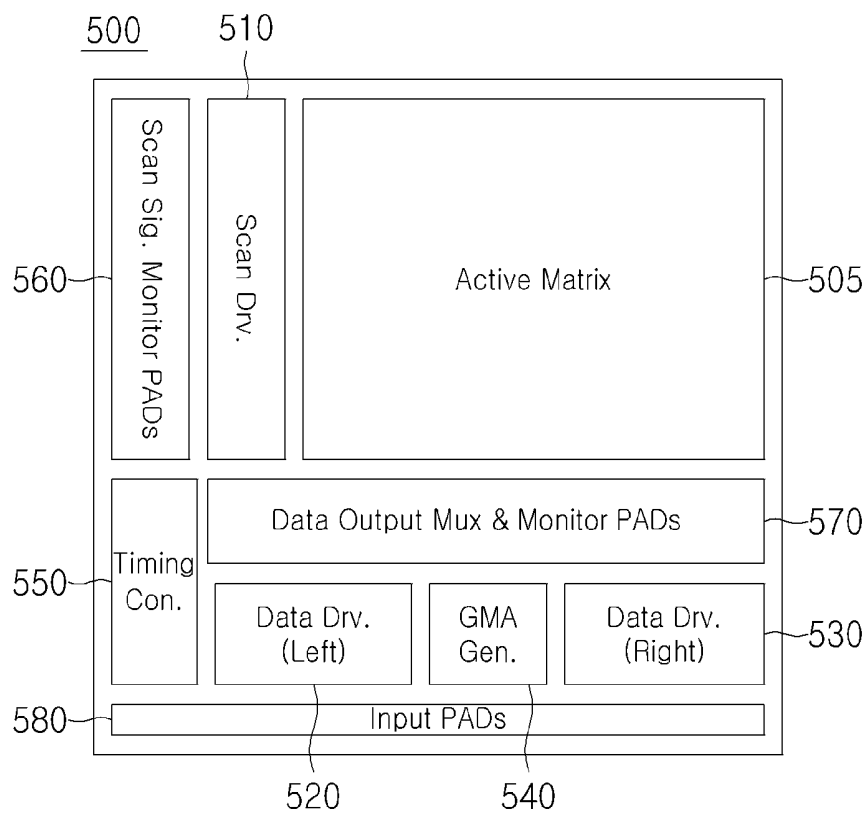 500
510
Scan Sig. Monitor PADs
Scan Drv.
Active Matrix
560
505
Data Output Mux & Monitor PADs
570
Timing
Con.
550
Data Drv.
(Left)
GMA
Gen.
Data Drv.
(Right)
530
580
Input PADs
520
540